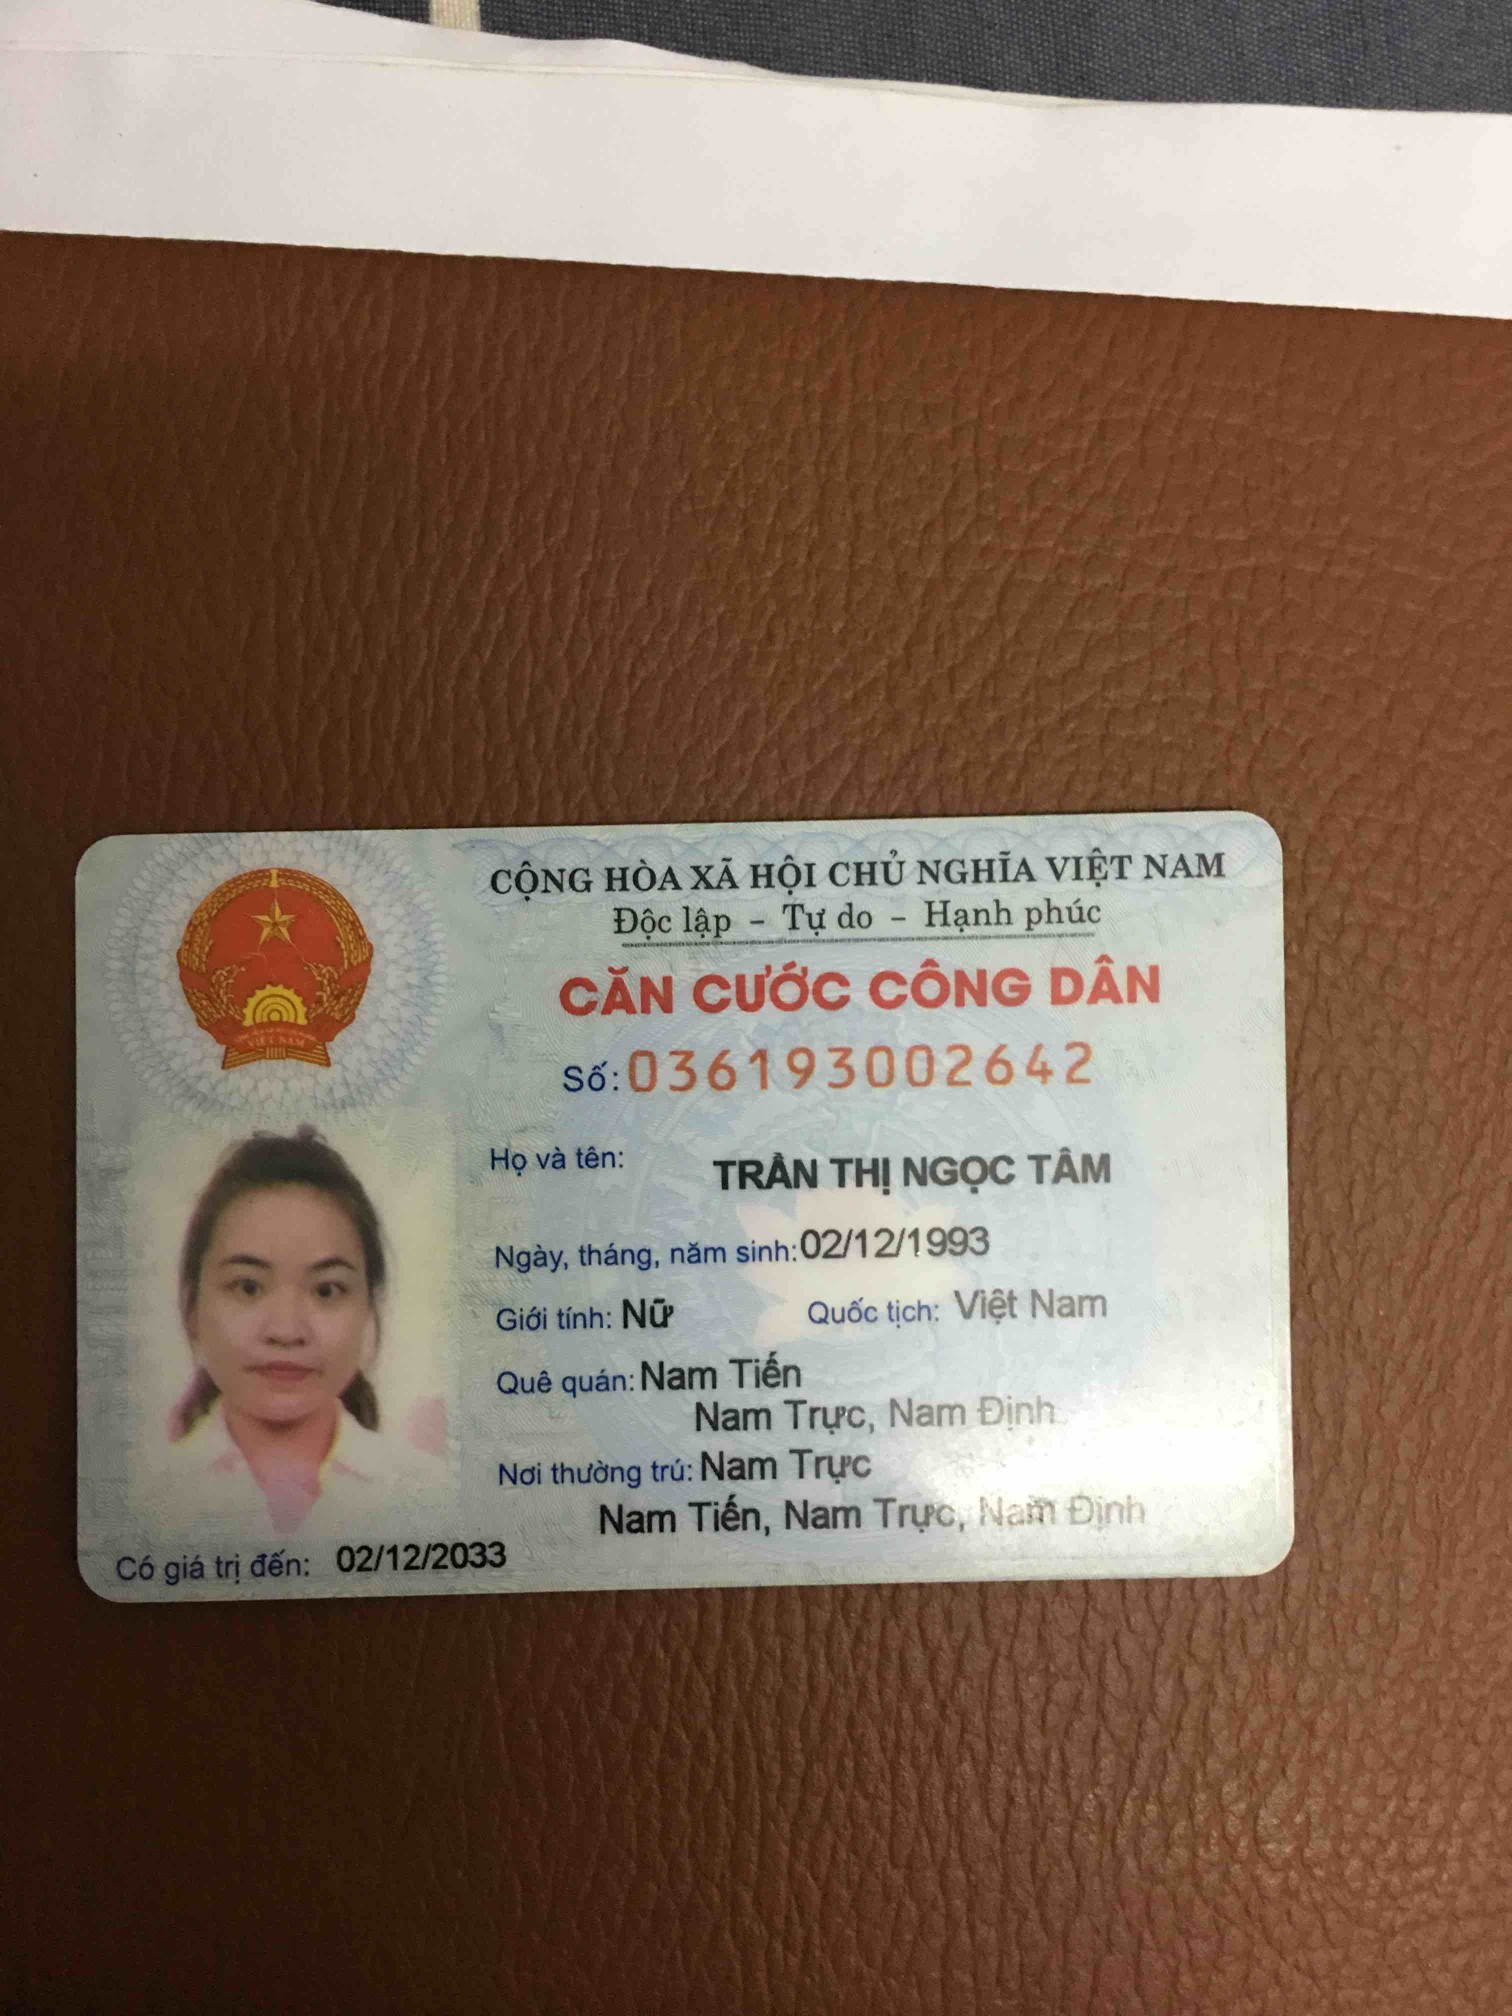 CỘNG HÒA XÃ HỘI CHỦ NGHĨA VIỆT NAM
Độc lập – Tự do – Hạnh phúc
CĂN CƯỚC CÔNG DÂN
Số: 036193002642
Họ và tên: TRẦN THỊ NGỌC TÂM
Ngày, tháng, năm sinh: 02/12/1993
Giới tính: Nữ Quốc tịch: Việt Nam
Quê quán: Nam Tiến
Nam Trực, Nam Định
Nơi thường trú: Nam Trực
Nam Tiến, Nam Trực, Nam Định
Có giá trị đến: 02/12/2033
VIỆT NAM